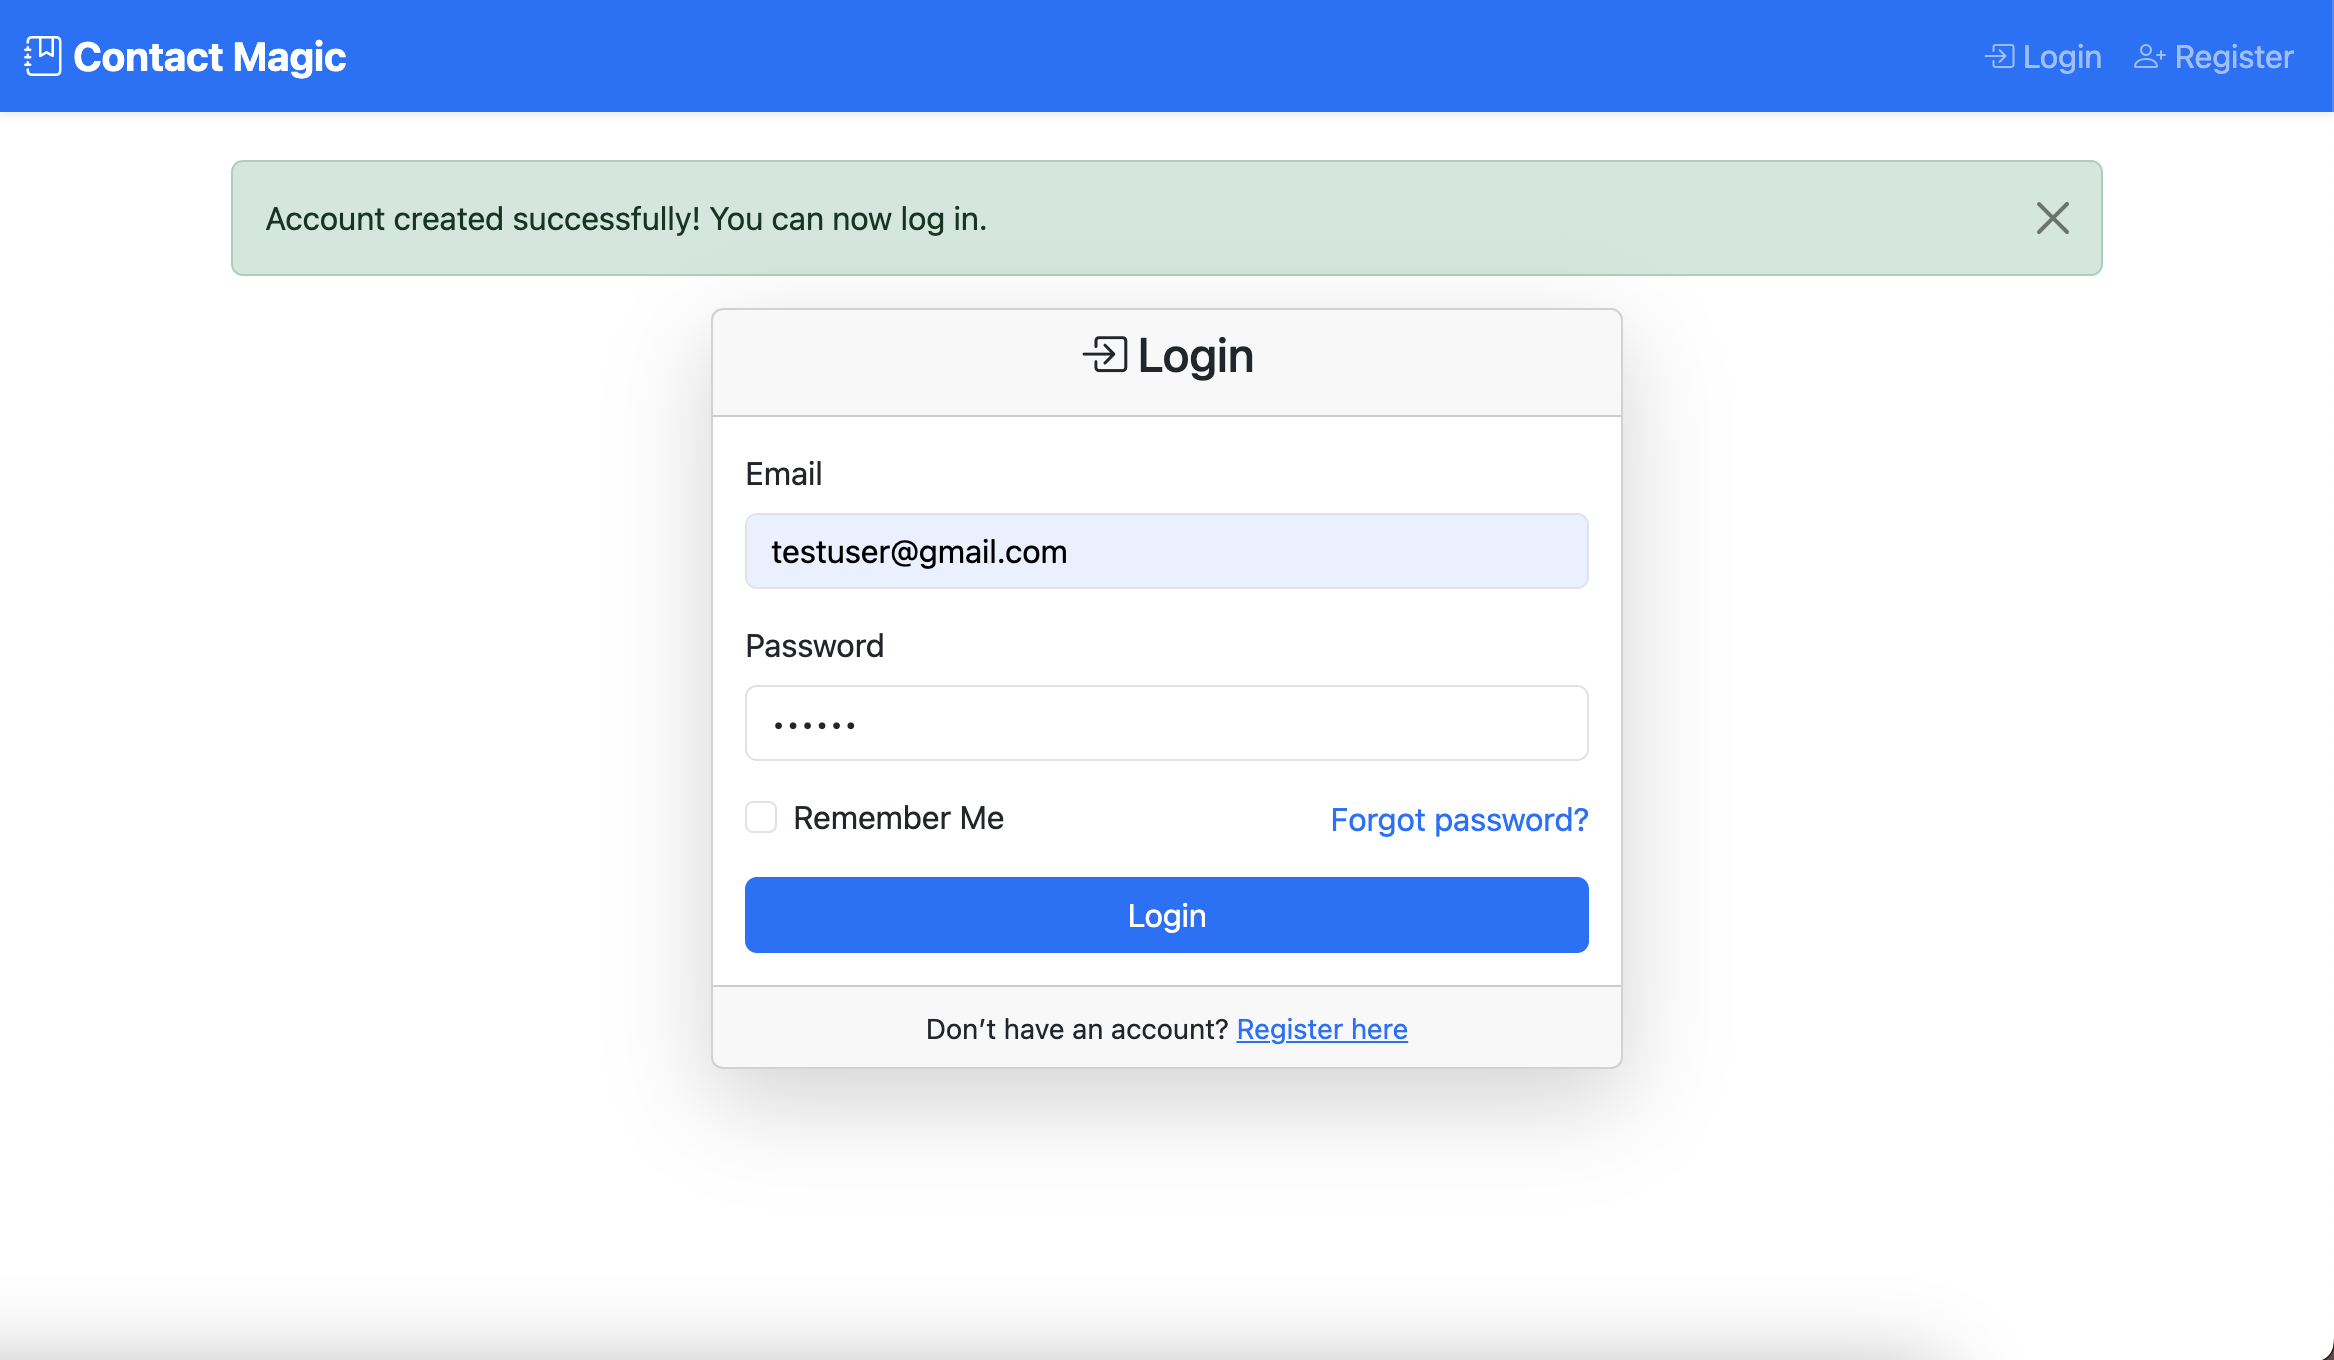 Contact Magic
Login Register
Account created successfully! You can now log in.
Login
Email
testuser@gmail.com
Password
••••••
Remember Me Forgot password?
Login
Don't have an account? Register here